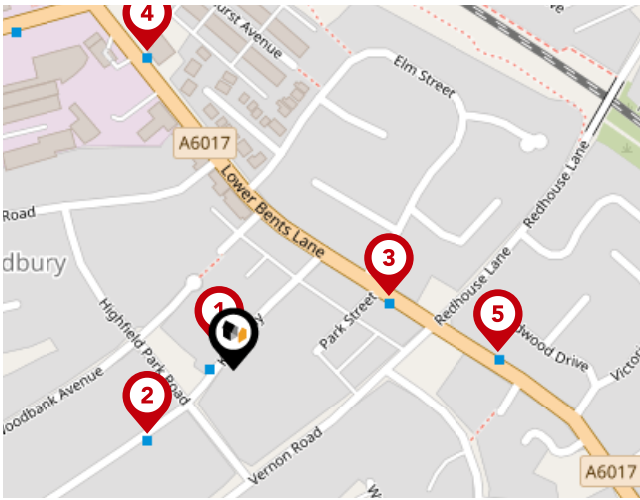 4
urst Avenue
Elm Street
A6017
Redhouse Lane
Lower Bents Lane
Road
dbury
3
Redhouse Lane
1
Park Street
5
dwood Drive
Highfield Park Road
Victori
2
oodbank Avenue
Vernon Road
A6017